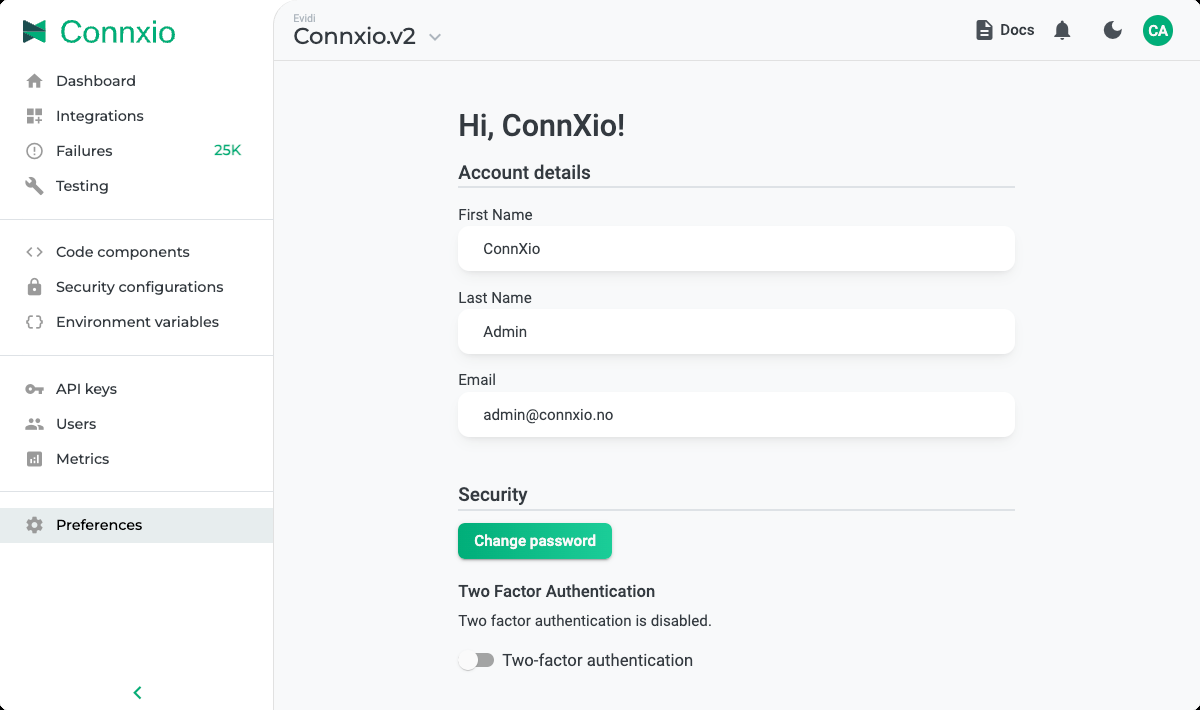 Connxio
Dashboard
Integrations
Failures 25K
Testing
Code components
Security configurations
Environment variables
API keys
Users
Metrics
Preferences
Evidi
Connxio.v2
Docs
CA
Hi, ConnXio!
Account details
First Name
ConnXio
Last Name
Admin
Email
admin@connxio.no
Security
Change password
Two Factor Authentication
Two factor authentication is disabled.
Two-factor authentication